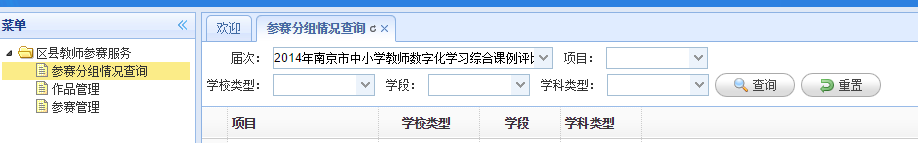 菜单
区县教师参赛服务
参赛分组情况查询
作品管理
参赛管理
欢迎 参赛分组情况查询
届次： 2014年南京市中小学教师数字化学习综合课例评比 项目：
学校类型： 学段： 学科类型： 查询 重置
项目 学校类型 学段 学科类型